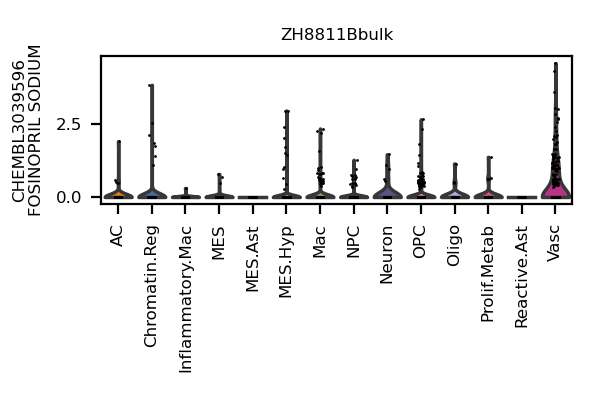 ZH8811Bbulk
CHEMBL3039596
FOSINOPRIL SODIUM
2.5
0.0
AC
Chromatin.Reg
Inflammatory.Mac
MES
MES.Ast
MES.Hyp
Mac
NPC
Neuron
OPC
Oligo
Prolif.Metab
Reactive.Ast
Vasc